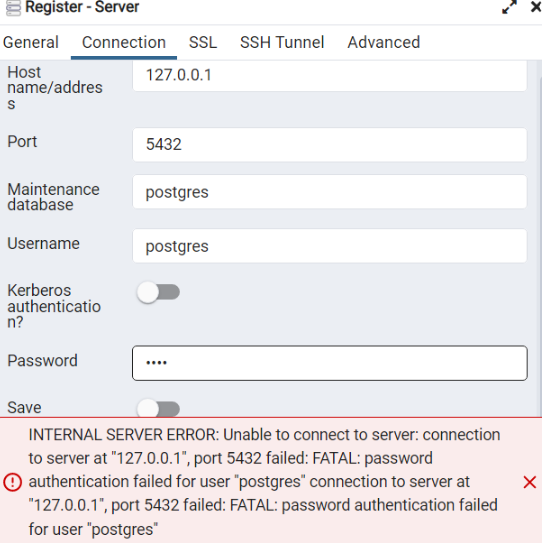 Register - Server
General Connection SSL SSH Tunnel Advanced
Host
name/addres
s
127.0.0.1
Port
5432
Maintenance
database
postgres
Username
postgres
Kerberos
authenticatio
n?
Password
••••
Save
INTERNAL SERVER ERROR: Unable to connect to server: connection
to server at "127.0.0.1", port 5432 failed: FATAL: password
authentication failed for user "postgres" connection to server at
"127.0.0.1", port 5432 failed: FATAL: password authentication failed
for user "postgres"